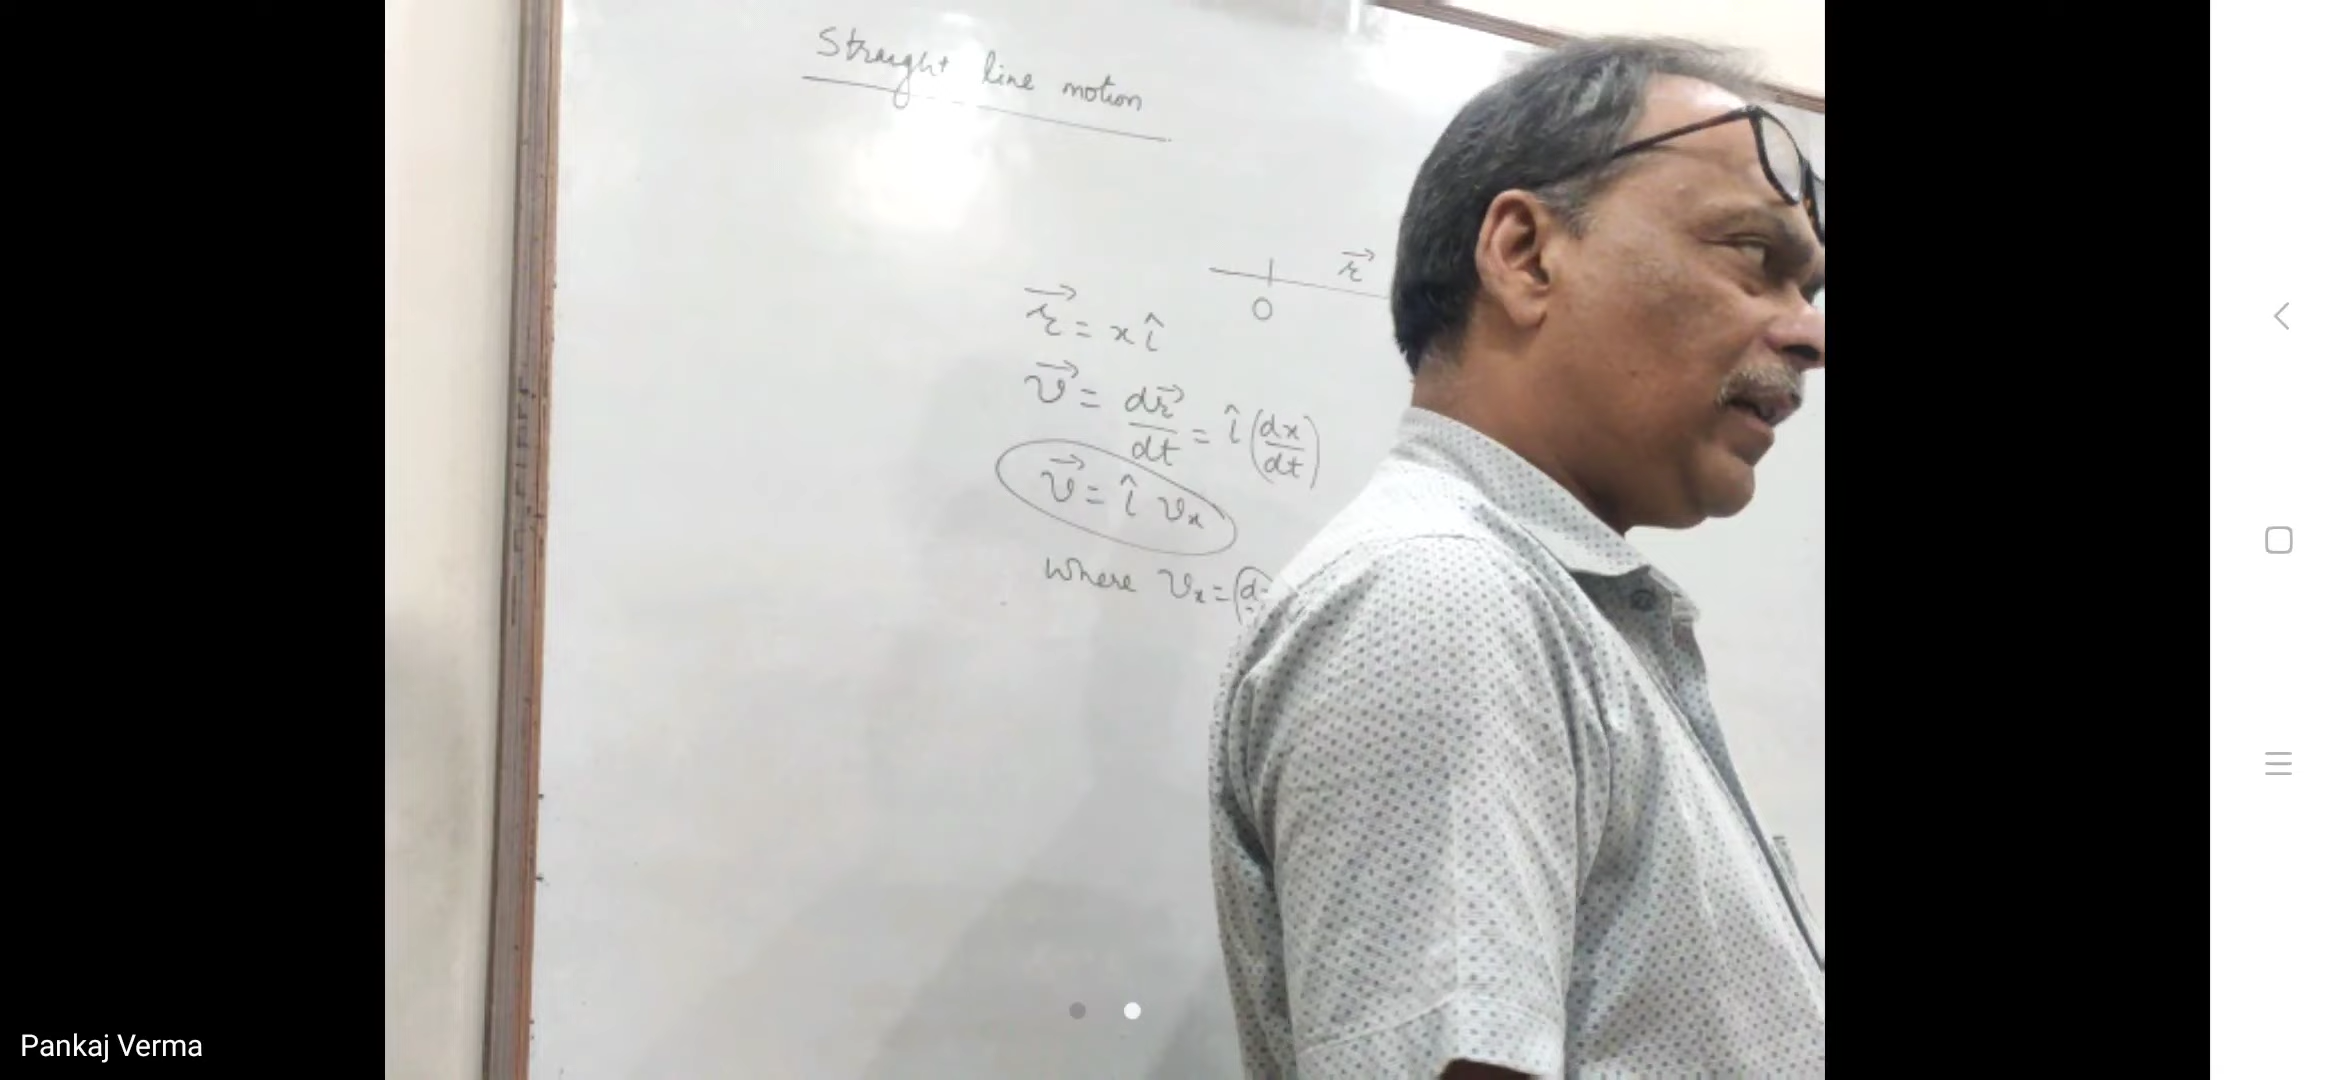 Straight line motion
r⃗
O
r⃗ = x î
v⃗ = dr⃗/dt = î (dx/dt)
v⃗ = î vₓ
where vₓ = (d
Pankaj Verma